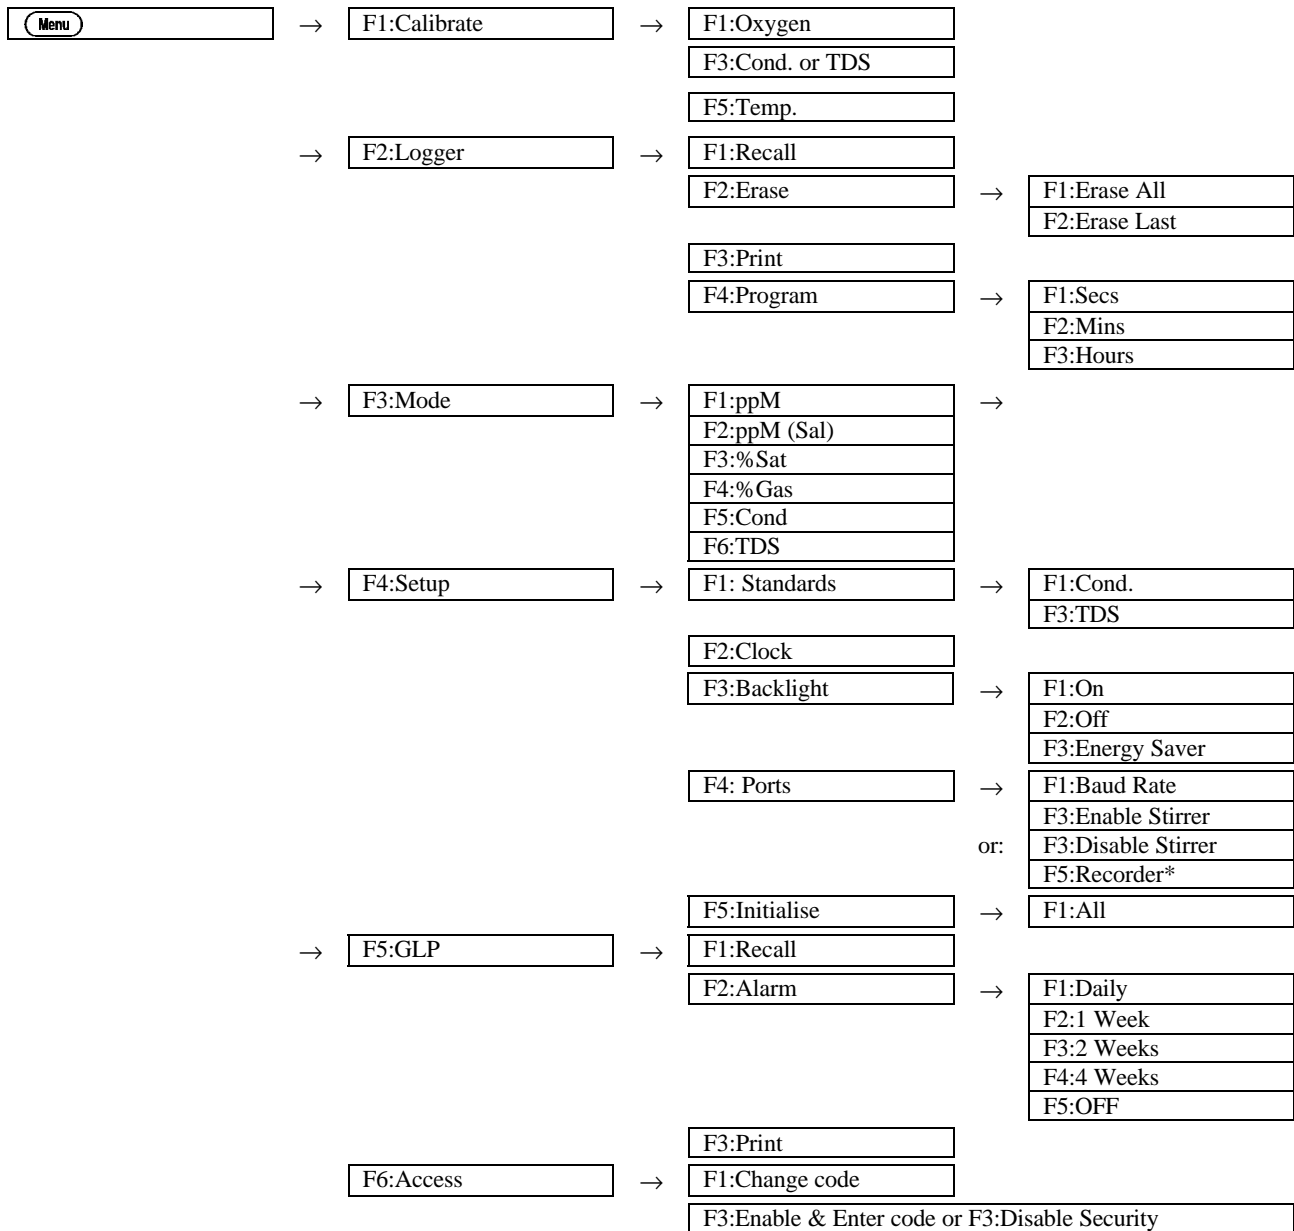 Menu → F1:Calibrate → F1:Oxygen
F3:Cond. or TDS
F5:Temp.
→ F2:Logger → F1:Recall
F2:Erase → F1:Erase All
F2:Erase Last
F3:Print
F4:Program → F1:Secs
F2:Mins
F3:Hours
→ F3:Mode → F1:ppM →
F2:ppM (Sal)
F3:%Sat
F4:%Gas
F5:Cond
F6:TDS
→ F4:Setup → F1: Standards → F1:Cond.
F3:TDS
F2:Clock
F3:Backlight → F1:On
F2:Off
F3:Energy Saver
F4: Ports → F1:Baud Rate
F3:Enable Stirrer
or: F3:Disable Stirrer
F5:Recorder*
F5:Initialise → F1:All
→ F5:GLP → F1:Recall
F2:Alarm → F1:Daily
F2:1 Week
F3:2 Weeks
F4:4 Weeks
F5:OFF
F3:Print
F6:Access → F1:Change code
F3:Enable & Enter code or F3:Disable Security